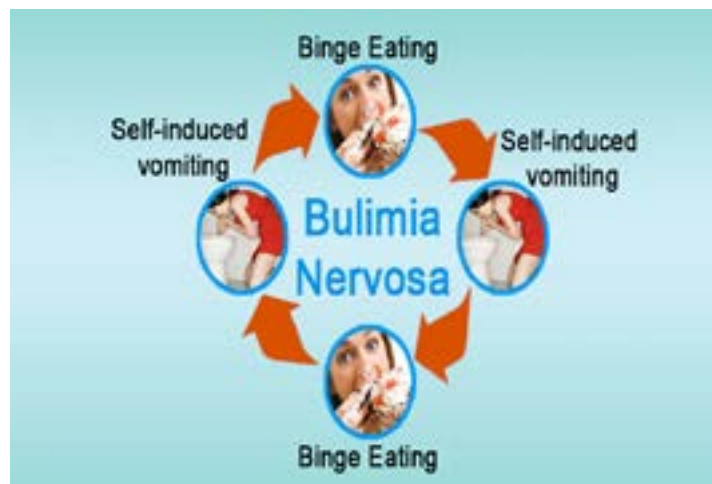 Binge Eating
Self-induced
vomiting
Self-induced
vomiting
Bulimia
Nervosa
Binge Eating